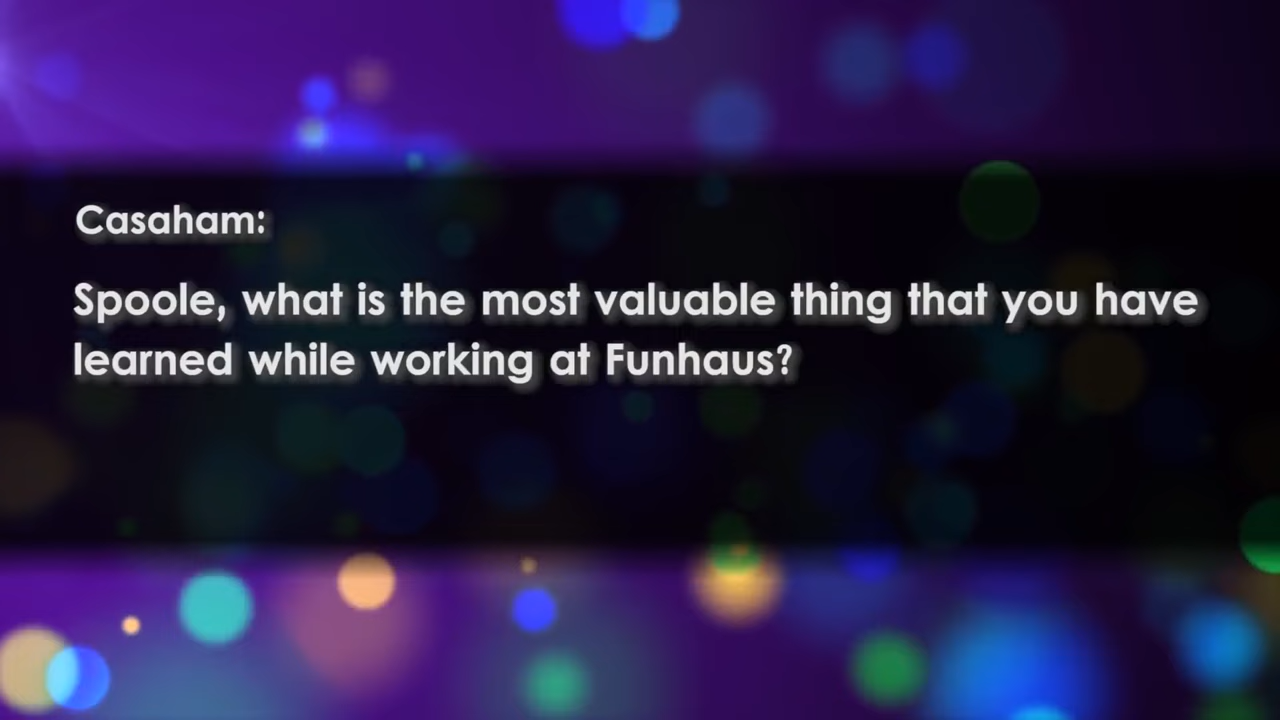 Casaham:
Spoole, what is the most valuable thing that you have
learned while working at Funhaus?